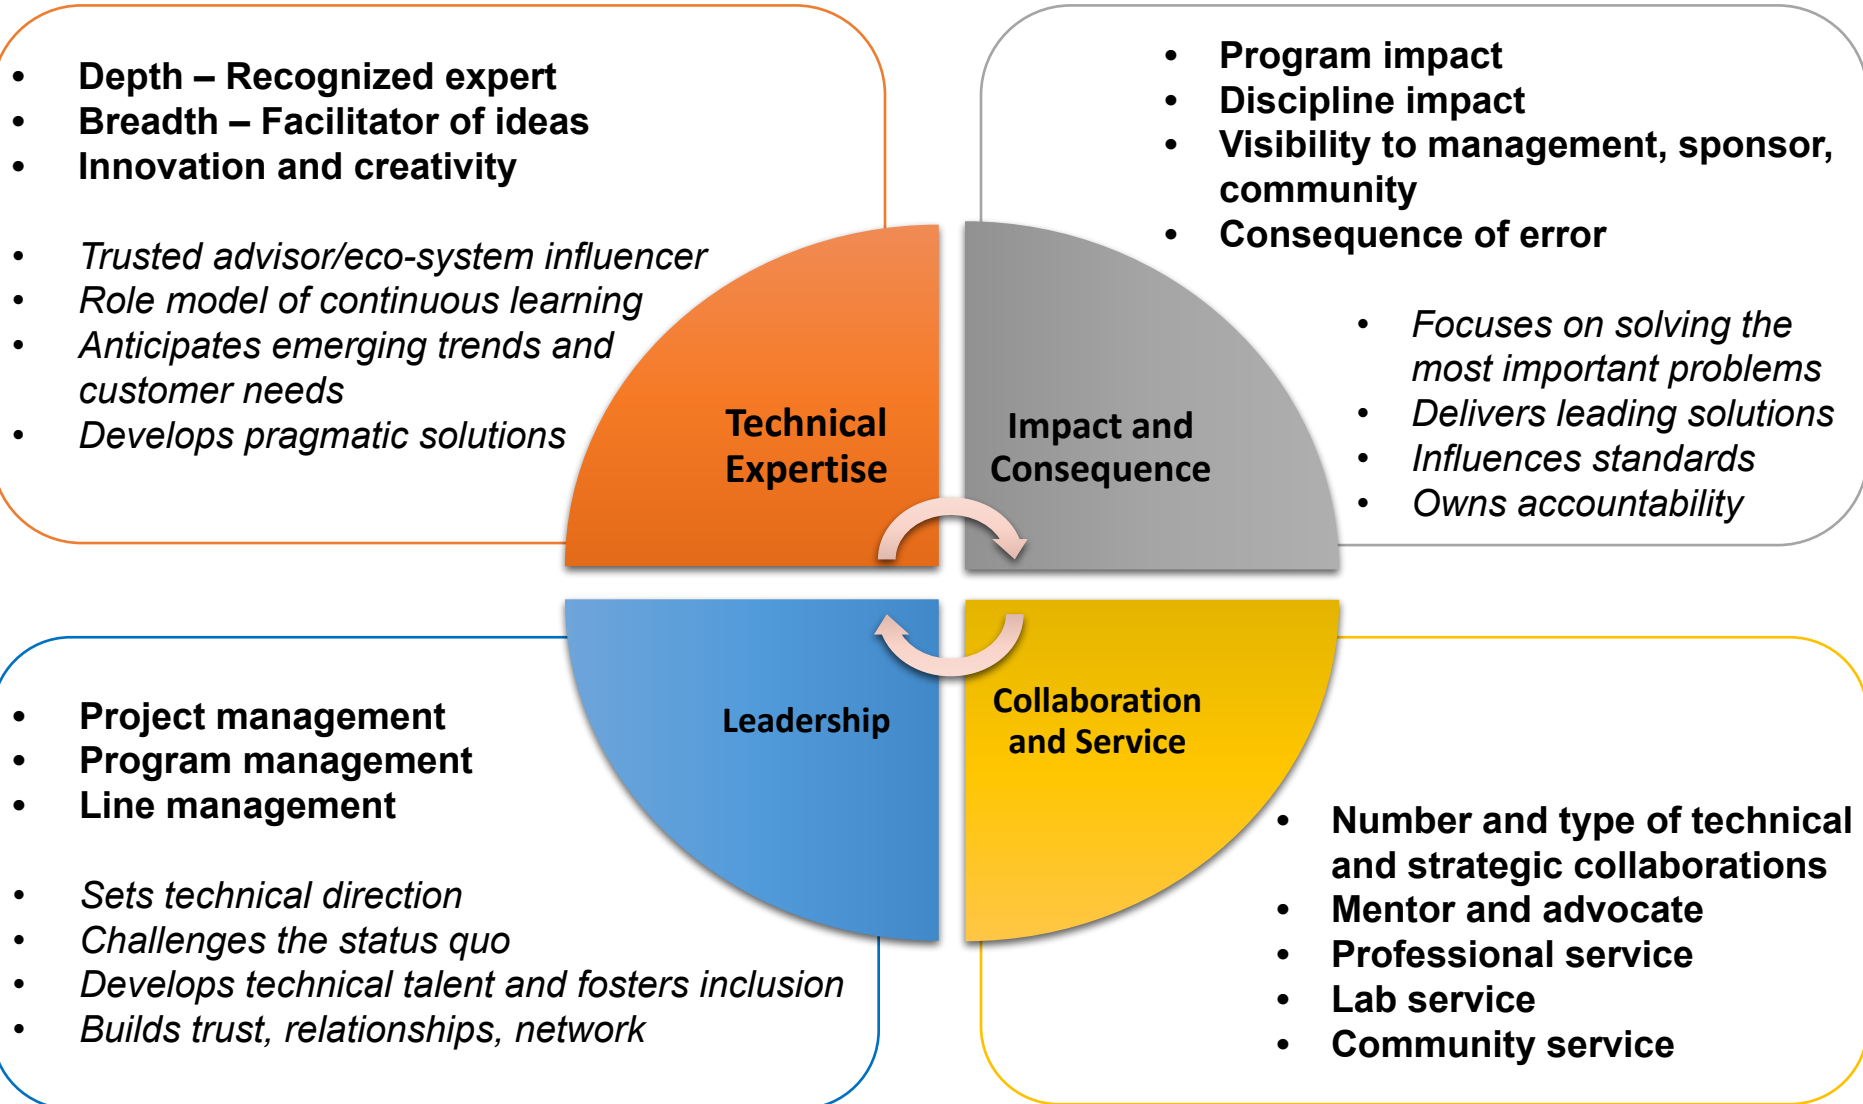 • Depth – Recognized expert
• Breadth – Facilitator of ideas
• Innovation and creativity
• Trusted advisor/eco-system influencer
• Role model of continuous learning
• Anticipates emerging trends and
customer needs
• Develops pragmatic solutions
Technical
Expertise
• Program impact
• Discipline impact
• Visibility to management, sponsor,
community
• Consequence of error
• Focuses on solving the
most important problems
• Delivers leading solutions
• Influences standards
• Owns accountability
Impact and
Consequence
• Project management
• Program management
• Line management
• Sets technical direction
• Challenges the status quo
• Develops technical talent and fosters inclusion
• Builds trust, relationships, network
Leadership
Collaboration
and Service
• Number and type of technical
and strategic collaborations
• Mentor and advocate
• Professional service
• Lab service
• Community service